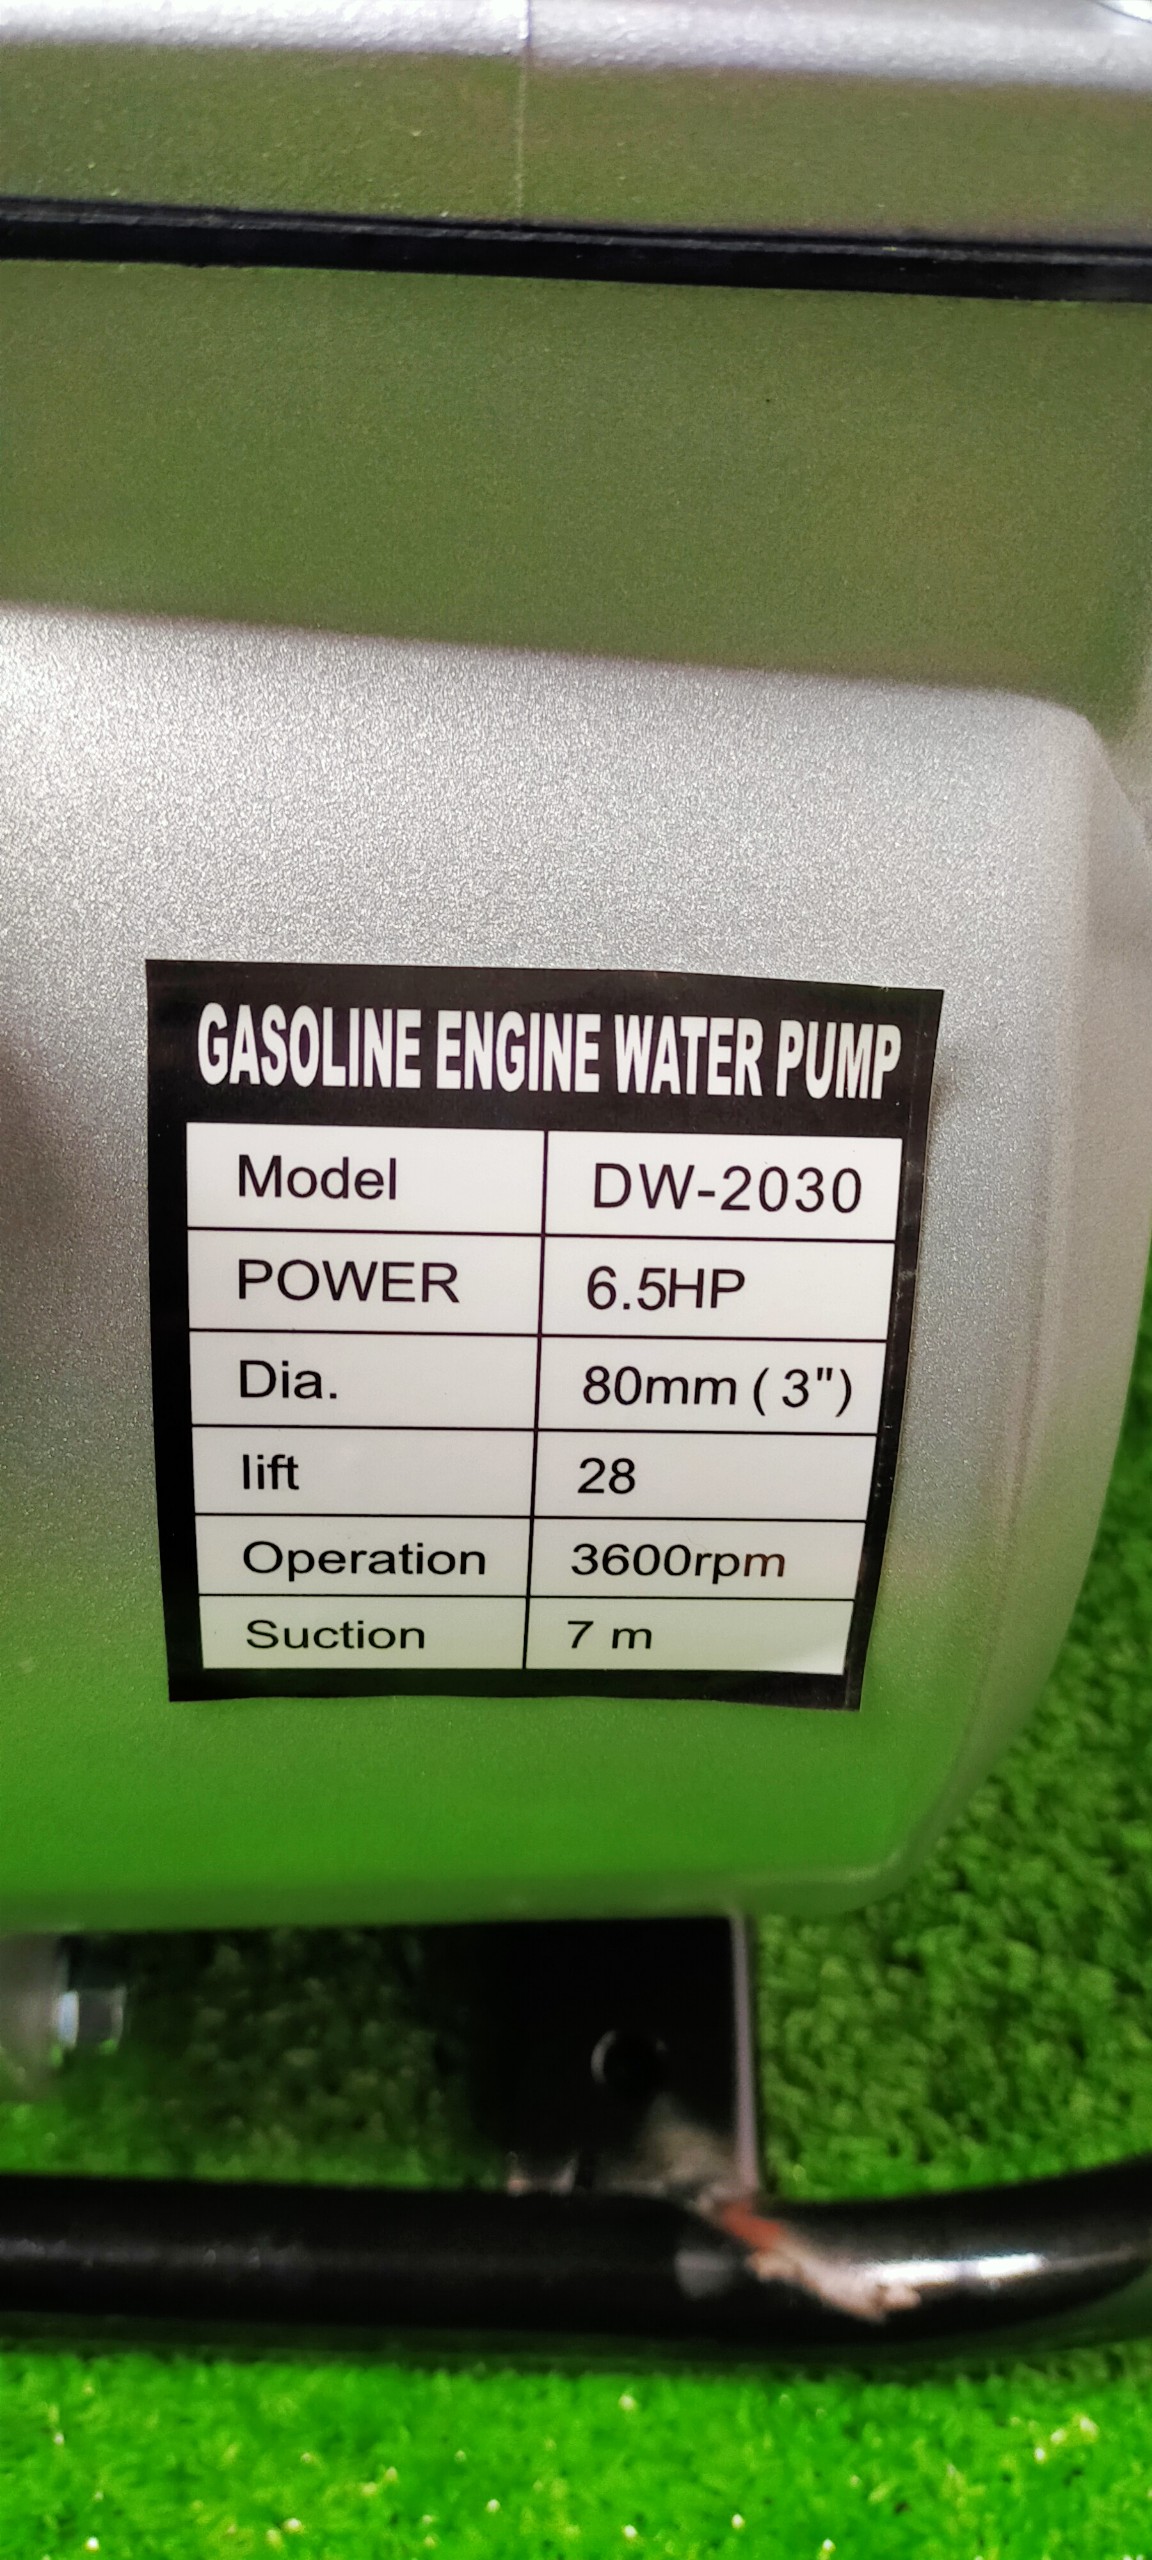 GASOLINE ENGINE WATER PUMP
Model DW-2030
POWER 6.5HP
Dia. 80mm ( 3")
lift 28
Operation 3600rpm
Suction 7 m